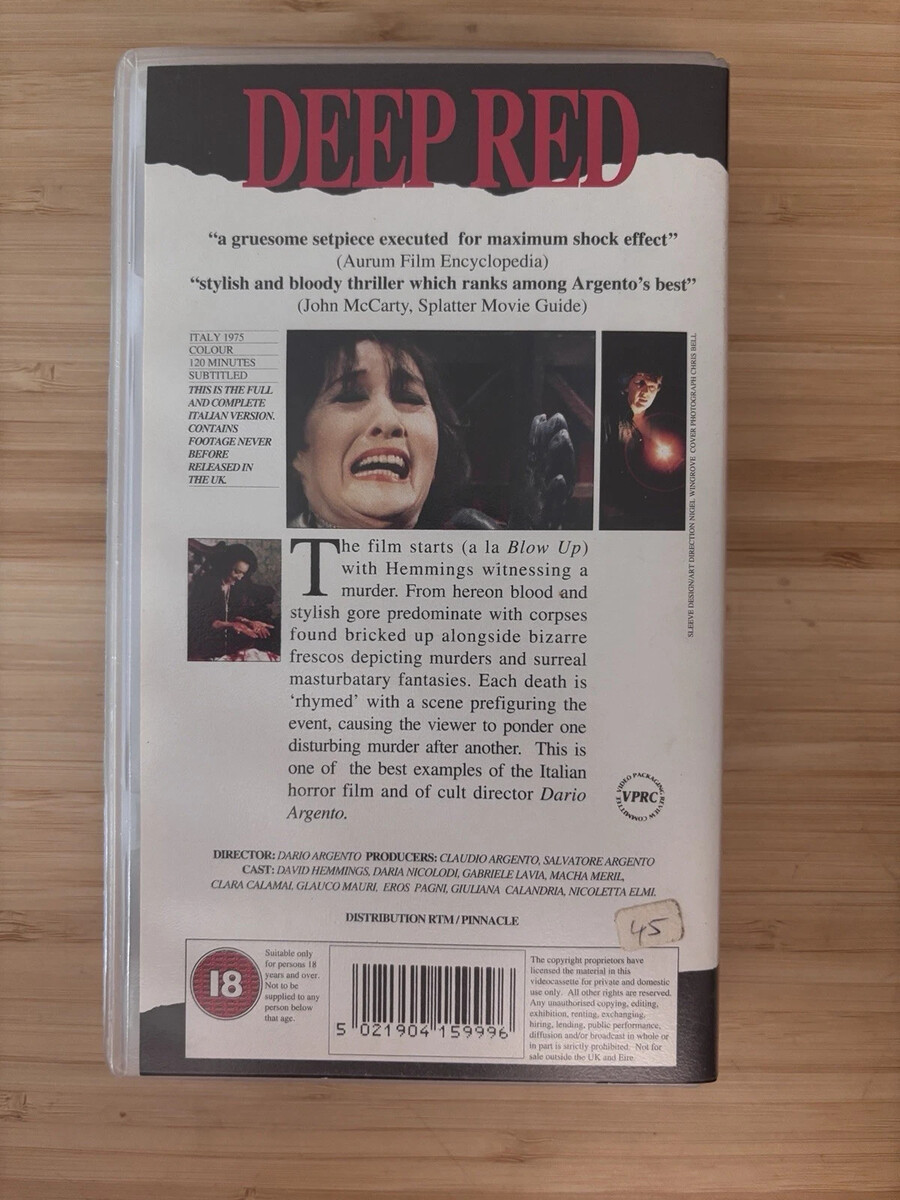 DEEP RED
“a gruesome setpiece executed for maximum shock effect”
(Aurum Film Encyclopedia)
“stylish and bloody thriller which ranks among Argento’s best”
(John McCarty, Splatter Movie Guide)
ITALY 1975
COLOUR
120 MINUTES
SUBTITLED
THIS IS THE FULL
AND COMPLETE
ITALIAN VERSION.
CONTAINS
FOOTAGE NEVER
BEFORE
RELEASED IN
THE UK.
SLEEVE DESIGN/ART DIRECTION NIGEL WINGROVE COVER PHOTOGRAPH CHRIS BELL
The film starts (a la Blow Up)
with Hemmings witnessing a
murder. From hereon blood and
stylish gore predominate with corpses
found bricked up alongside bizarre
frescos depicting murders and surreal
masturbatary fantasies. Each death is
‘rhymed’ with a scene prefiguring the
event, causing the viewer to ponder one
disturbing murder after another. This is
one of the best examples of the Italian
horror film and of cult director Dario
Argento.
VIDEO PACKAGING REVIEW COMMITTEE
VPRC
DIRECTOR: DARIO ARGENTO PRODUCERS: CLAUDIO ARGENTO, SALVATORE ARGENTO
CAST: DAVID HEMMINGS, DARIA NICOLODI, GABRIELE LAVIA, MACHA MERIL,
CLARA CALAMAI, GLAUCO MAURI, EROS PAGNI, GIULIANA CALANDRIA, NICOLETTA ELMI.
DISTRIBUTION RTM / PINNACLE
45
18
Suitable only
for persons 18
years and over.
Not to be
supplied to any
person below
that age.
5 021904 159996
The copyright proprietors have
licensed the material in this
videocassette for private and domestic
use only. All other rights are reserved.
Any unauthorised copying, editing,
exhibition, renting, exchanging,
hiring, lending, public performance,
diffusion and/or broadcast in whole or
in part is strictly prohibited. Not for
sale outside the UK and Eire